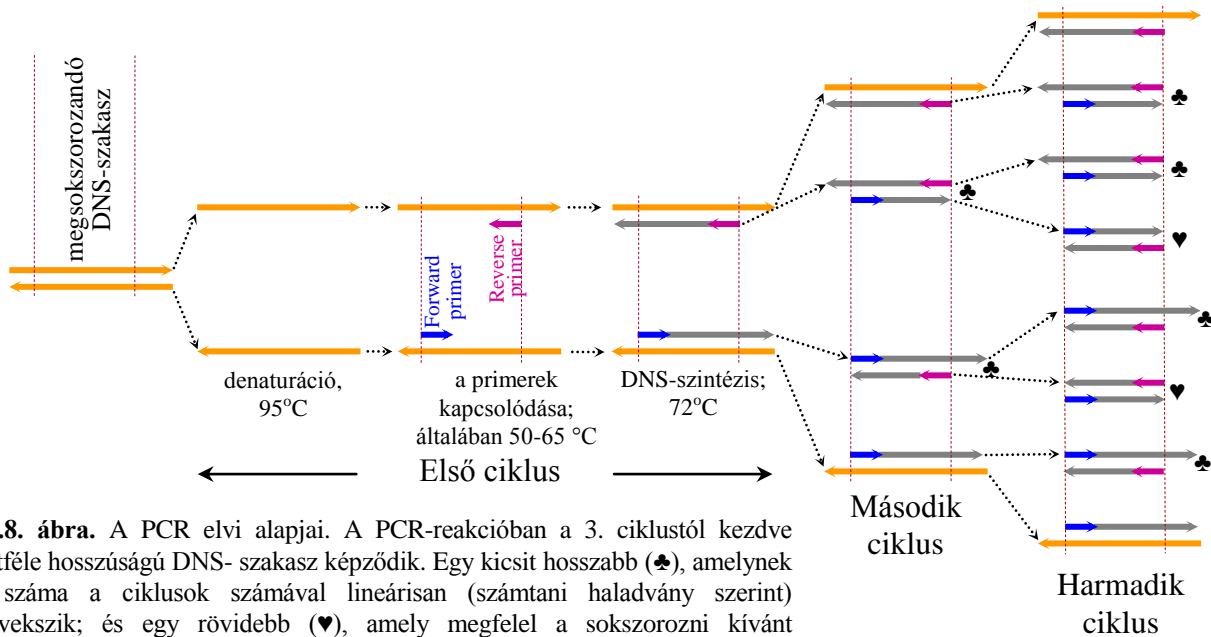 megsokszorozandó
DNS-szakasz
Forward
primer
Reverse
primer
denaturáció,
95°C
a primerek
kapcsolódása;
általában 50-65 °C
DNS-szintézis;
72°C
Első ciklus
Második
ciklus
Harmadik
ciklus
♣
♣
♣
♣
♥
♣
♥
♣
.8. ábra. A PCR elvi alapjai. A PCR-reakcióban a 3. ciklustól kezdve
féle hosszúságú DNS- szakasz képződik. Egy kicsit hosszabb (♣), amelynek
száma a ciklusok számával lineárisan (számtani haladvány szerint)
vekszik; és egy rövidebb (♥), amely megfelel a sokszorozni kívánt